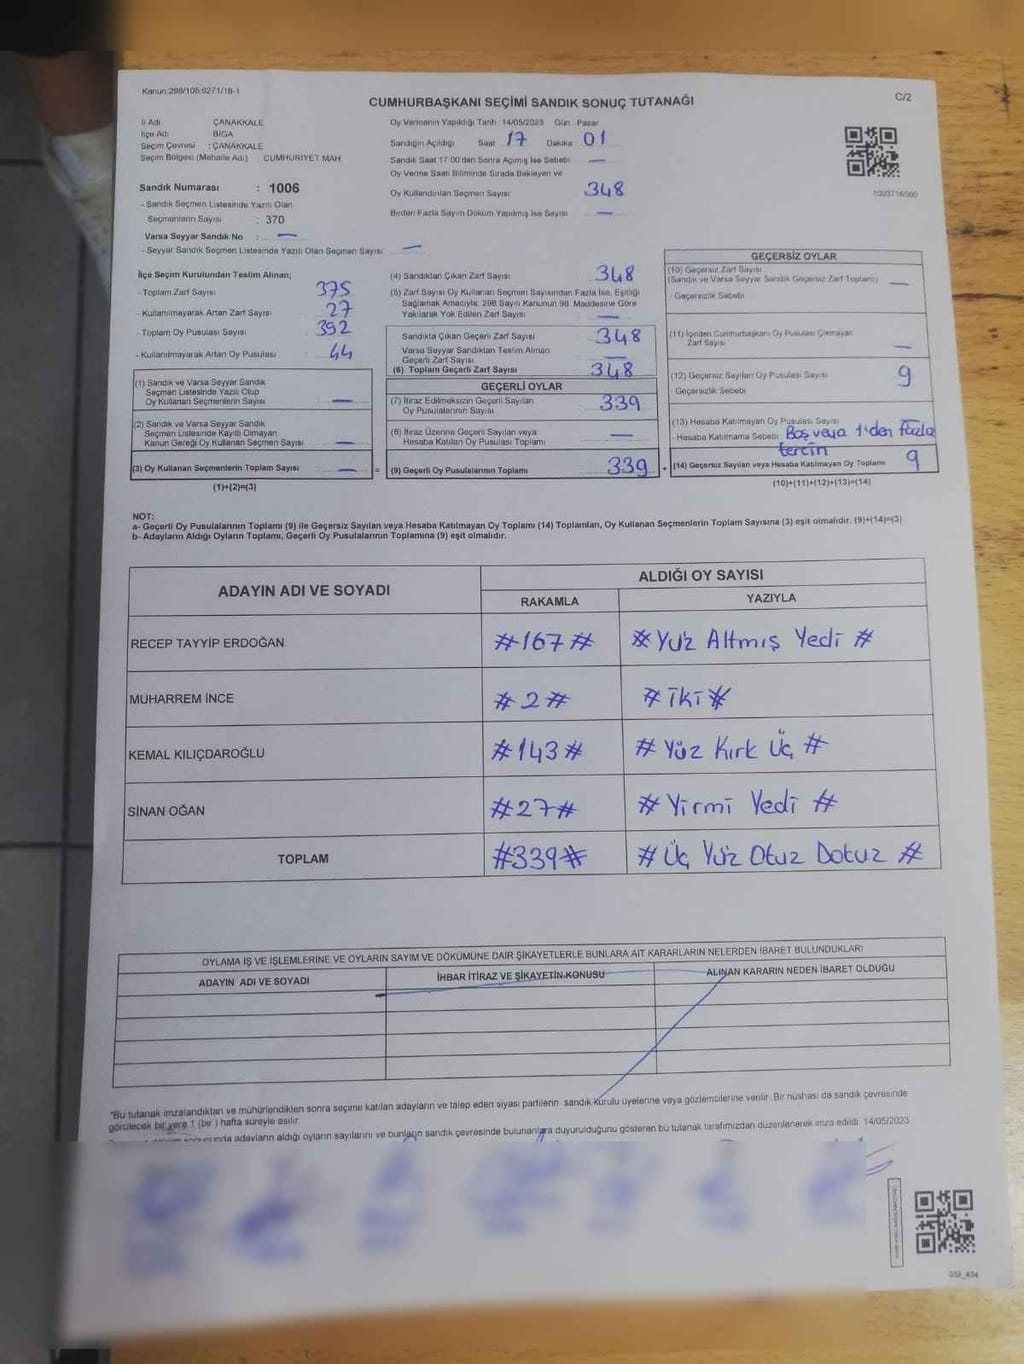 Kanun:298/105;6271/18-1
CUMHURBAŞKANI SEÇİMİ SANDIK SONUÇ TUTANAĞI
C/2
İl Adı ÇANAKKALE
İlçe Adı BİGA
Seçim Çevresi : ÇANAKKALE
Seçim Bölgesi (Mahalle Adı) CUMHURİYET MAH
Sandık Numarası : 1006
- Sandık Seçmen Listesinde Yazılı Olan
Seçmenlerin Sayısı : 370
Varsa Seyyar Sandık No : —
- Seyyar Sandık Seçmen Listesinde Yazılı Olan Seçmen Sayısı: —
Oy Vermenin Yapıldığı Tarih 14/05/2023 Gün : Pazar
Sandığın Açıldığı Saat 17 Dakika 01
Sandık Saat 17.00'den Sonra Açılmış İse Sebebi —
Oy Verme Saati Bitiminde Sırada Bekleyen ve
Oy Kullandırılan Seçmen Sayısı 348
Birden Fazla Sayım Döküm Yapılmış İse Sayısı —
1093716560
İlçe Seçim Kurulundan Teslim Alınan;
- Toplam Zarf Sayısı 375
- Kullanılmayarak Artan Zarf Sayısı 27
- Toplam Oy Pusulası Sayısı 392
- Kullanılmayarak Artan Oy Pusulası 44
(1) Sandık ve Varsa Seyyar Sandık
Seçmen Listesinde Yazılı Olup
Oy Kullanan Seçmenlerin Sayısı —
(2) Sandık ve Varsa Seyyar Sandık
Seçmen Listesinde Kayıtlı Olmayan
Kanun Gereği Oy Kullanan Seçmen Sayısı —
(3) Oy Kullanan Seçmenlerin Toplam Sayısı — =
(1)+(2)=(3)
(4) Sandıktan Çıkan Zarf Sayısı 348
(5) Zarf Sayısı Oy Kullanan Seçmen Sayısından Fazla İse, Eşitliği
Sağlamak Amacıyla, 298 Sayılı Kanunun 98. Maddesine Göre
Yakılarak Yok Edilen Zarf Sayısı —
Sandıkta Çıkan Geçerli Zarf Sayısı 348
Varsa Seyyar Sandıktan Teslim Alınan
Geçerli Zarf Sayısı —
(6) Toplam Geçerli Zarf Sayısı 348
GEÇERLİ OYLAR
(7) İtiraz Edilmeksizin Geçerli Sayılan
Oy Pusulalarının Sayısı 339
(8) İtiraz Üzerine Geçerli Sayılan veya
Hesaba Katılan Oy Pusulası Toplamı —
(9) Geçerli Oy Pusulalarının Toplamı 339 +
GEÇERSİZ OYLAR
(10) Geçersiz Zarf Sayısı
(Sandık ve Varsa Seyyar Sandık Geçersiz Zarf Toplamı) —
- Geçersizlik Sebebi
(11) İçinden Cumhurbaşkanı Oy Pusulası Çıkmayan
Zarf Sayısı —
(12) Geçersiz Sayılan Oy Pusulası Sayısı 9
Geçersizlik Sebebi
(13) Hesaba Katılmayan Oy Pusulası Sayısı
- Hesaba Katılmama Sebebi Boş veya 1'den fazla
tercih
(14) Geçersiz Sayılan veya Hesaba Katılmayan Oy Toplamı 9
(10)+(11)+(12)+(13)=(14)
NOT:
a- Geçerli Oy Pusulalarının Toplamı (9) ile Geçersiz Sayılan veya Hesaba Katılmayan Oy Toplamı (14) Toplamları, Oy Kullanan Seçmenlerin Toplam Sayısına (3) eşit olmalıdır. (9)+(14)=(3)
b- Adayların Aldığı Oyların Toplamı, Geçerli Oy Pusulalarının Toplamına (9) eşit olmalıdır.
ADAYIN ADI VE SOYADI
ALDIĞI OY SAYISI
RAKAMLA YAZIYLA
RECEP TAYYİP ERDOĞAN #167# #Yüz Altmış Yedi #
MUHARREM İNCE #2# #iki#
KEMAL KILIÇDAROĞLU #143# #Yüz Kırk Üç #
SİNAN OĞAN #27# #Yirmi Yedi #
TOPLAM #339# #Üç Yüz Otuz Dokuz #
OYLAMA İŞ VE İŞLEMLERİNE VE OYLARIN SAYIM VE DÖKÜMÜNE DAİR ŞİKAYETLERLE BUNLARA AİT KARARLARIN NELERDEN İBARET BULUNDUKLARI
ADAYIN ADI VE SOYADI İHBAR İTİRAZ VE ŞİKAYETİN KONUSU ALINAN KARARIN NEDEN İBARET OLDUĞU
*Bu tutanak imzalandıktan ve mühürlendikten sonra seçime katılan adayların ve talep eden siyasi partilerin sandık kurulu üyelerine veya gözlemcilerine verilir. Bir nüshası da sandık çevresinde
görülecek bir yere 1 (bir) hafta süreyle asılır.
adayların aldığı oyların sayılarını ve bunların sandık çevresinde bulunanlara duyurulduğunu gösteren bu tutanak tarafımızdan düzenlenerek imza edildi. 14/05/2023